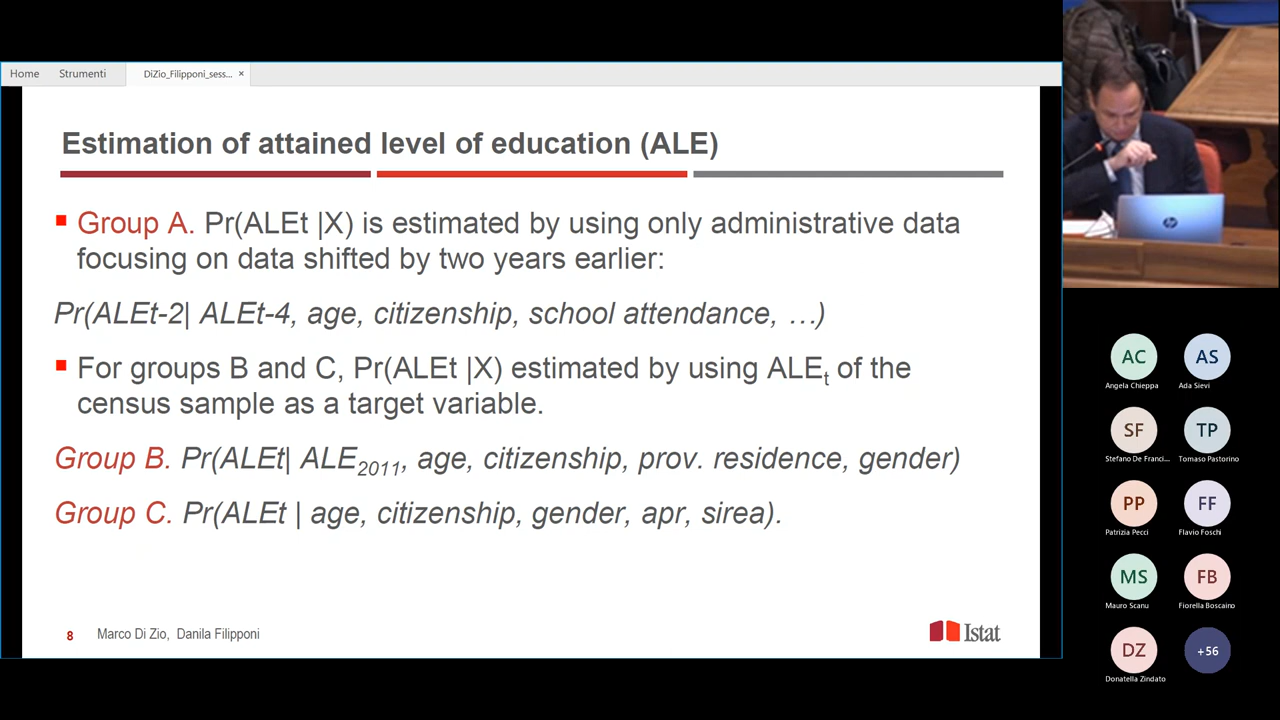 Home Strumenti DiZio_Filipponi_sess... ×
Estimation of attained level of education (ALE)
Group A. Pr(ALEt |X) is estimated by using only administrative data
focusing on data shifted by two years earlier:
Pr(ALEt-2| ALEt-4, age, citizenship, school attendance, …)
For groups B and C, Pr(ALEt |X) estimated by using ALEt of the
census sample as a target variable.
Group B. Pr(ALEt| ALE2011, age, citizenship, prov. residence, gender)
Group C. Pr(ALEt | age, citizenship, gender, apr, sirea).
8 Marco Di Zio, Danila Filipponi
Istat
hp
AC AS
Angela Chieppa Ada Sievi
SF TP
Stefano De Franci... Tomaso Pastorino
PP FF
Patrizia Pecci Flavio Foschi
MS FB
Mauro Scanu Fiorella Boscaino
DZ +56
Donatella Zindato